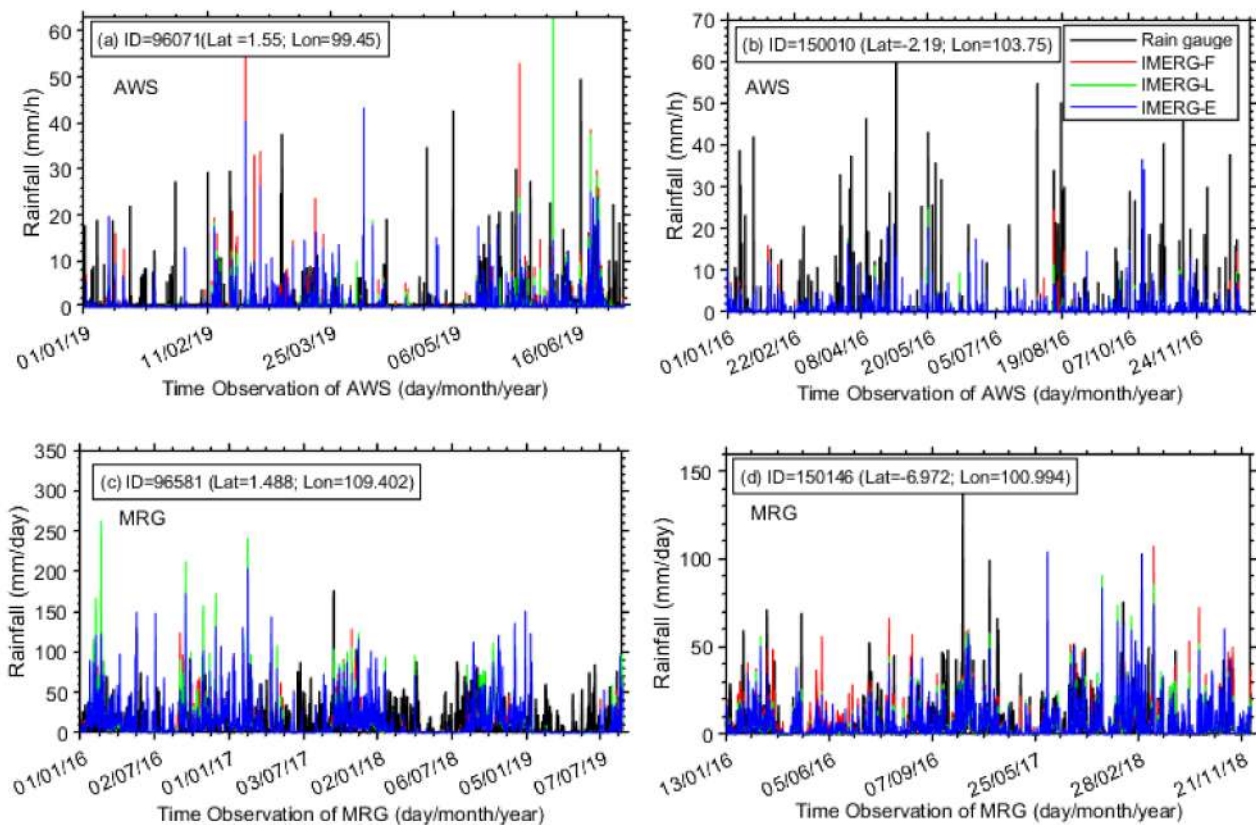 (a) ID=96071(Lat =1.55; Lon=99.45)
AWS
Rainfall (mm/h)
60
50
40
30
20
10
0
01/01/19
11/02/19
25/03/19
06/05/19
16/06/19
Time Observation of AWS (day/month/year)
(b) ID=150010 (Lat=-2.19; Lon=103.75)
AWS
Rain gauge
IMERG-F
IMERG-L
IMERG-E
Rainfall (mm/h)
70
60
50
40
30
20
10
0
01/01/16
22/02/16
08/04/16
20/05/16
05/07/16
19/08/16
07/10/16
24/11/16
Time Observation of AWS (day/month/year)
(c) ID=96581 (Lat=1.488; Lon=109.402)
MRG
Rainfall (mm/day)
350
300
250
200
150
100
50
0
01/01/16
02/07/16
01/01/17
03/07/17
02/01/18
06/07/18
05/01/19
07/07/19
Time Observation of MRG (day/month/year)
(d) ID=150146 (Lat=-6.972; Lon=100.994)
MRG
Rainfall (mm/day)
150
100
50
0
13/01/16
05/06/16
07/09/16
25/05/17
28/02/18
21/11/18
Time Observation of MRG (day/month/year)